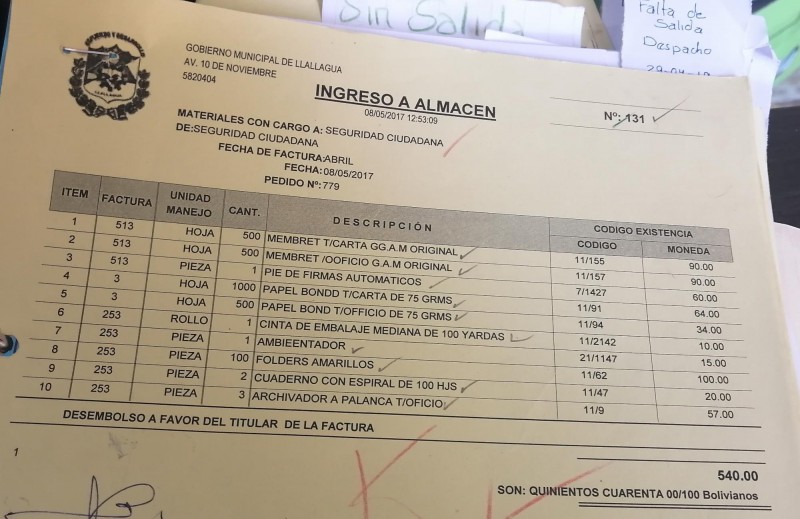 Sin Salida
Falta de
Salida
Despacho
GOBIERNO MUNICIPAL DE LLALLAGUA
AV. 10 DE NOVIEMBRE
5820404
INGRESO A ALMACEN
08/05/2017 12:53:09
Nº: 131
MATERIALES CON CARGO A: SEGURIDAD CIUDADANA
DE:SEGURIDAD CIUDADANA
FECHA DE FACTURA:ABRIL
FECHA:08/05/2017
PEDIDO Nº:779
ITEM FACTURA UNIDAD MANEJO CANT. DESCRIPCIÓN CODIGO EXISTENCIA
CODIGO MONEDA
1 513 HOJA 500 MEMBRET T/CARTA GG.A.M ORIGINAL 11/155 90.00
2 513 HOJA 500 MEMBRET /OOFICIO G.A.M ORIGINAL 11/157 90.00
3 513 PIEZA 1 PIE DE FIRMAS AUTOMATICOS 7/1427 60.00
4 3 HOJA 1000 PAPEL BONDD T/CARTA DE 75 GRMS 11/91 64.00
5 3 HOJA 500 PAPEL BOND T/OFFICIO DE 75 GRMS 11/94 34.00
6 253 ROLLO 1 CINTA DE EMBALAJE MEDIANA DE 100 YARDAS 11/2142 10.00
7 253 PIEZA 1 AMBIEENTADOR 21/1147 15.00
8 253 PIEZA 100 FOLDERS AMARILLOS 11/62 100.00
9 253 PIEZA 2 CUADERNO CON ESPIRAL DE 100 HJS 11/47 20.00
10 253 PIEZA 3 ARCHIVADOR A PALANCA T/OFICIO 11/9 57.00
DESEMBOLSO A FAVOR DEL TITULAR DE LA FACTURA
1
540.00
SON: QUINIENTOS CUARENTA 00/100 Bolivianos